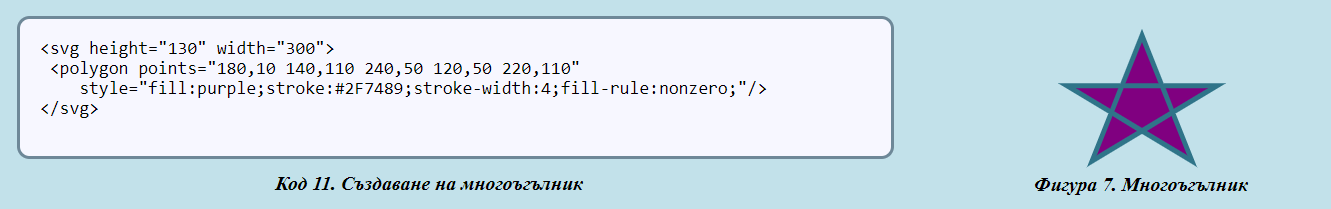 <svg height="130" width="300">
<polygon points="180,10 140,110 240,50 120,50 220,110"
style="fill:purple;stroke:#2F7489;stroke-width:4;fill-rule:nonzero;"/>
</svg>
Код 11. Създаване на многоъгълник
Фигура 7. Многоъгълник